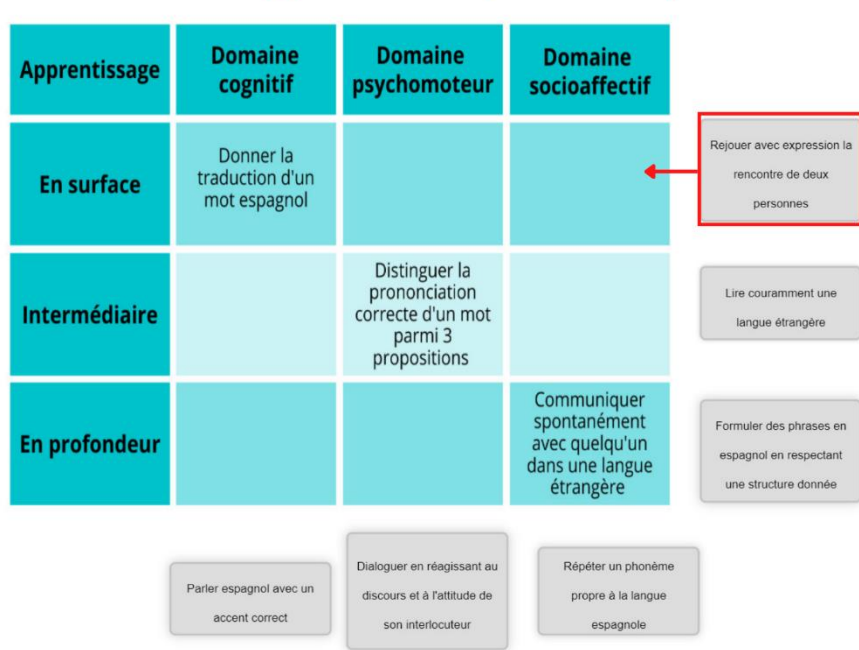 Apprentissage
Domaine
cognitif
Domaine
psychomoteur
Domaine
socioaffectif
En surface
Donner la
traduction d'un
mot espagnol
Rejouer avec expression la
rencontre de deux
personnes
Intermédiaire
Distinguer la
prononciation
correcte d'un mot
parmi 3
propositions
Lire couramment une
langue étrangère
En profondeur
Communiquer
spontanément
avec quelqu'un
dans une langue
étrangère
Formuler des phrases en
espagnol en respectant
une structure donnée
Parler espagnol avec un
accent correct
Dialoguer en réagissant au
discours et à l'attitude de
son interlocuteur
Répéter un phonème
propre à la langue
espagnole